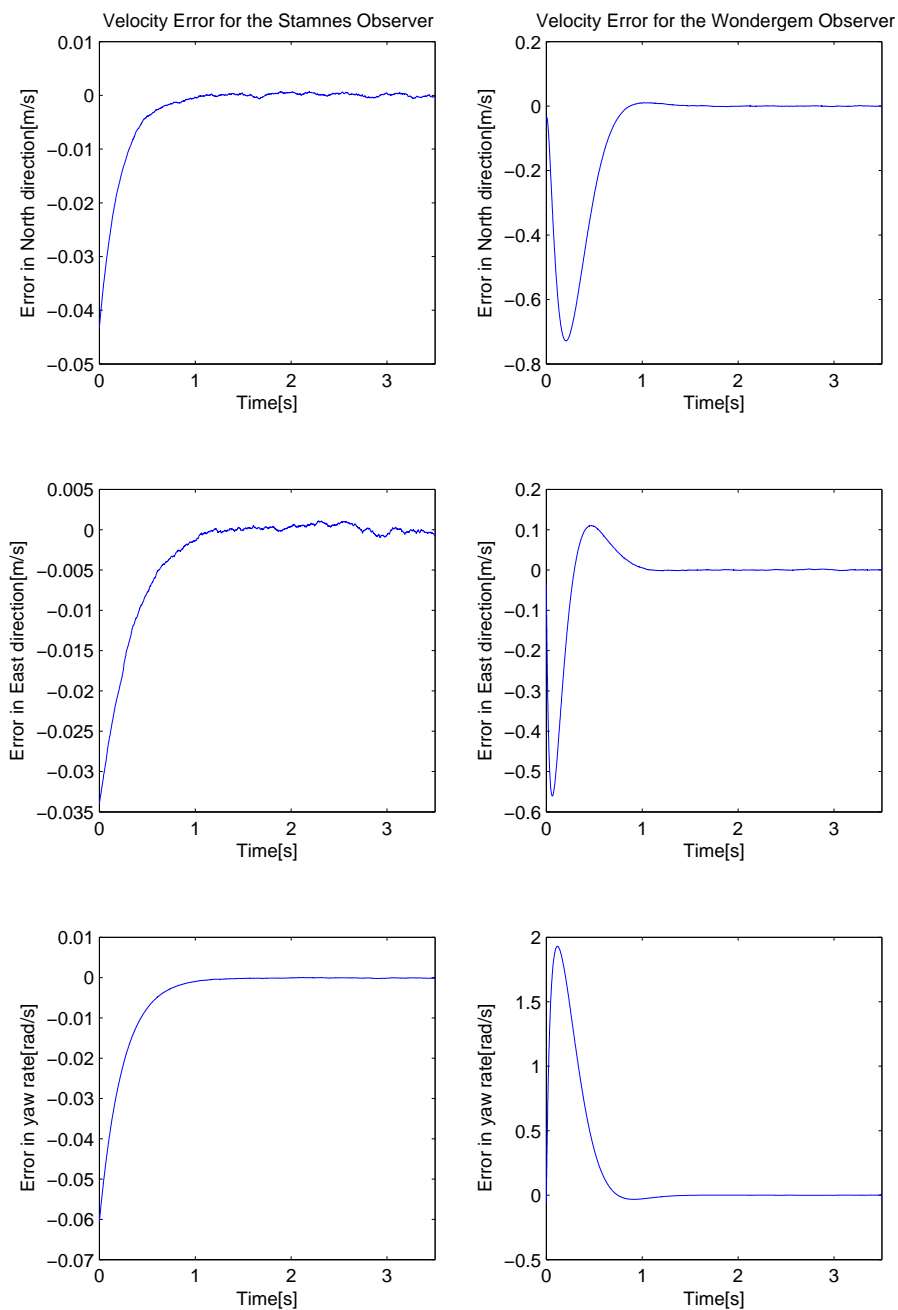 Velocity Error for the Stamnes Observer
0.01
0
−0.01
−0.02
−0.03
−0.04
−0.05
Error in North direction[m/s]
0 1 2 3
Time[s]
Velocity Error for the Wondergem Observer
0.2
0
−0.2
−0.4
−0.6
−0.8
Error in North direction[m/s]
0 1 2 3
Time[s]
0.005
0
−0.005
−0.01
−0.015
−0.02
−0.025
−0.03
−0.035
Error in East direction[m/s]
0 1 2 3
Time[s]
0.2
0.1
0
−0.1
−0.2
−0.3
−0.4
−0.5
−0.6
Error in East direction[m/s]
0 1 2 3
Time[s]
0.01
0
−0.01
−0.02
−0.03
−0.04
−0.05
−0.06
−0.07
Error in yaw rate[rad/s]
0 1 2 3
Time[s]
2
1.5
1
0.5
0
−0.5
Error in yaw rate[rad/s]
0 1 2 3
Time[s]